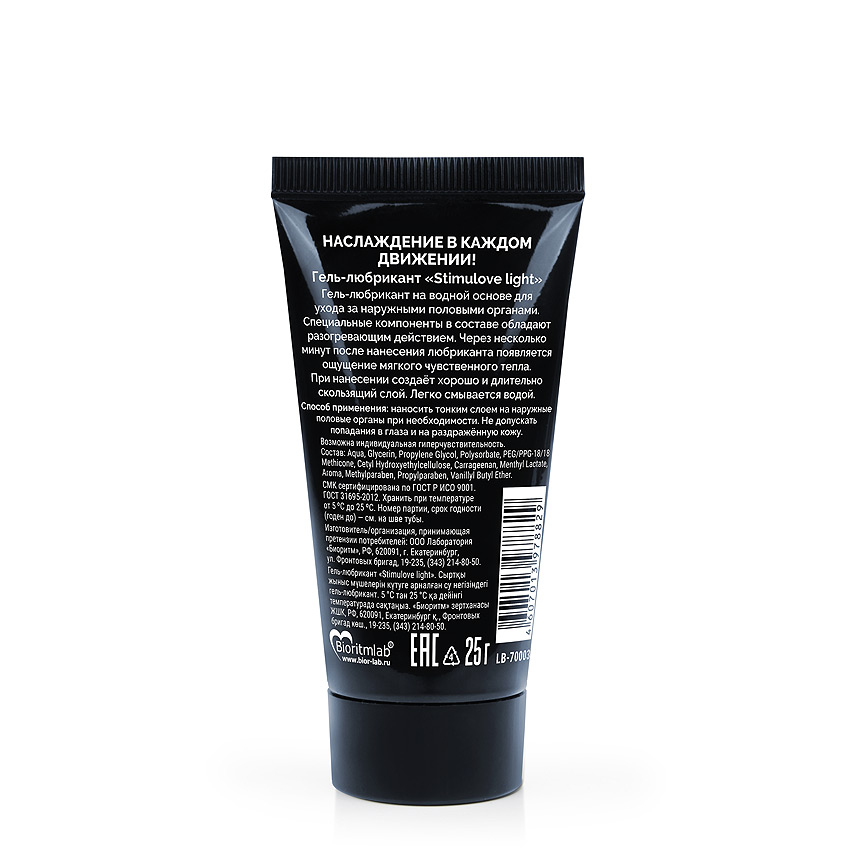 НАСЛАЖДЕНИЕ В КАЖДОМ
ДВИЖЕНИИ!
Гель-любрикант «Stimulove light»
Гель-любрикант на водной основе для
ухода за наружными половыми органами.
Специальные компоненты в составе обладают
разогревающим действием. Через несколько
минут после нанесения любриканта появляется
ощущение мягкого чувственного тепла.
При нанесении создаёт хорошо и длительно
скользящий слой. Легко смывается водой.
Способ применения: наносить тонким слоем на наружные
половые органы при необходимости. Не допускать
попадания в глаза и на раздражённую кожу.
Возможна индивидуальная гиперчувствительность.
Состав: Aqua, Glycerin, Propylene Glycol, Polysorbate, PEG/PPG-18/18
Methicone, Cetyl Hydroxyethylcellulose, Carrageenan, Menthyl Lactate,
Aroma, Methylparaben, Propylparaben, Vanillyl Butyl Ether.
СМК сертифицирована по ГОСТ Р ИСО 9001.
ГОСТ 31695-2012. Хранить при температуре
от 5 °С до 25 °С. Номер партии, срок годности
(годен до) — см. на шве тубы.
Изготовитель/организация, принимающая
претензии потребителей: ООО Лаборатория
«Биоритм», РФ, 620091, г. Екатеринбург,
ул. Фронтовых бригад, 19-235, (343) 214-80-50.
Гель-любрикант «Stimulove light». Сыртқы
жыныс мүшелерін күтуге арналған су негізіндегі
гель-любрикант. 5 °С тан 25 °С қа дейінгі
температурада сақтаңыз. «Биоритм» зертханасы
ЖШҚ, РФ, 620091, Екатеринбург қ., Фронтовых
бригад көш., 19-235, (343) 214-80-50.
4 607013 978829
Bioritmlab®
www.bior-lab.ru
EAC
4
25 г
LB-70003